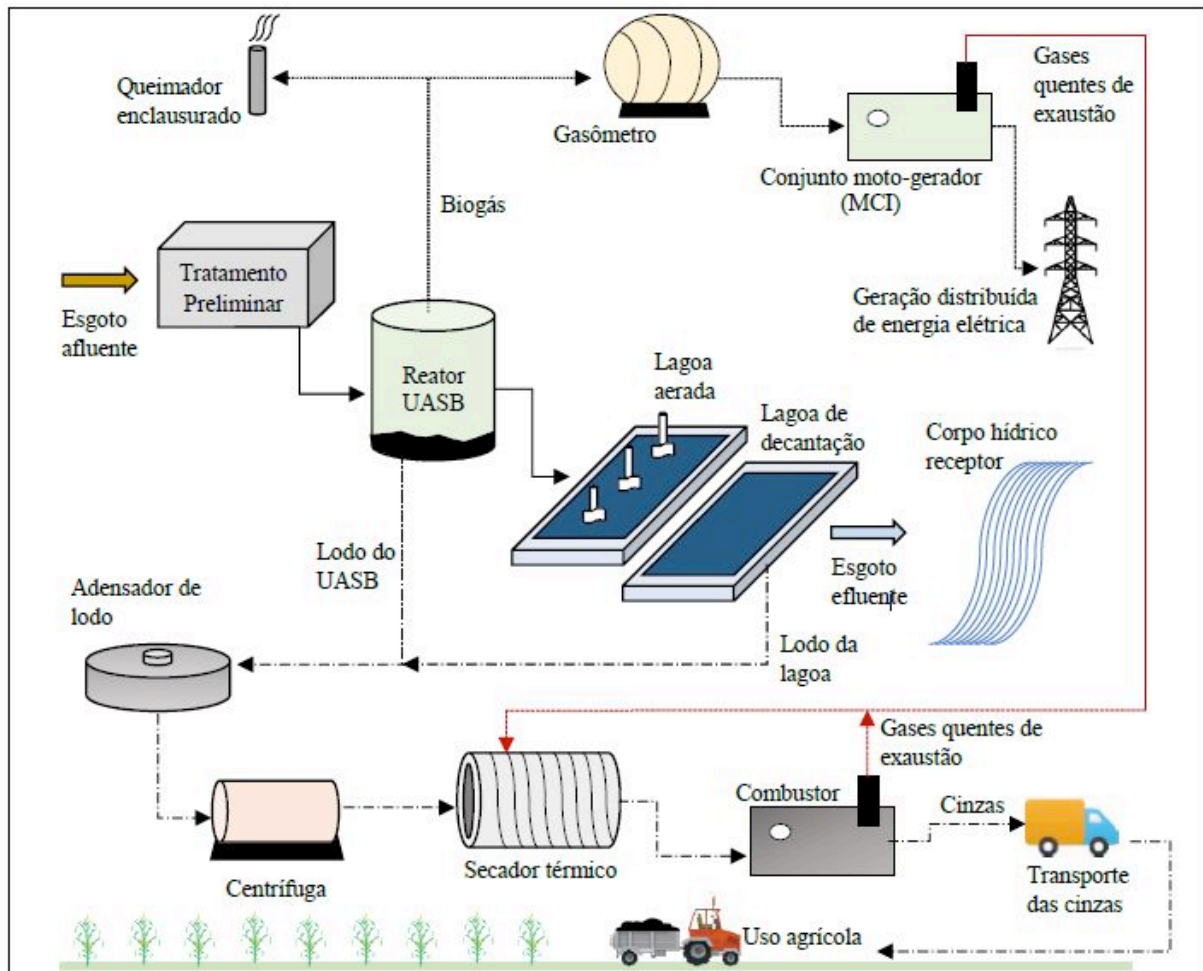 Queimador
enclausurado
Gasômetro
Gases
quentes de
exaustão
Conjunto moto-gerador
(MCI)
Biogás
Tratamento
Preliminar
Esgoto
afluente
Geração distribuída
de energia elétrica
Reator
UASB
Lagoa
aerada
Lagoa de
decantação
Corpo hídrico
receptor
Lodo do
UASB
Esgoto
efluente
Adensador de
lodo
Lodo da
lagoa
Gases quentes de
exaustão
Combustor
Cinzas
Centrífuga
Secador térmico
Transporte
das cinzas
Uso agrícola